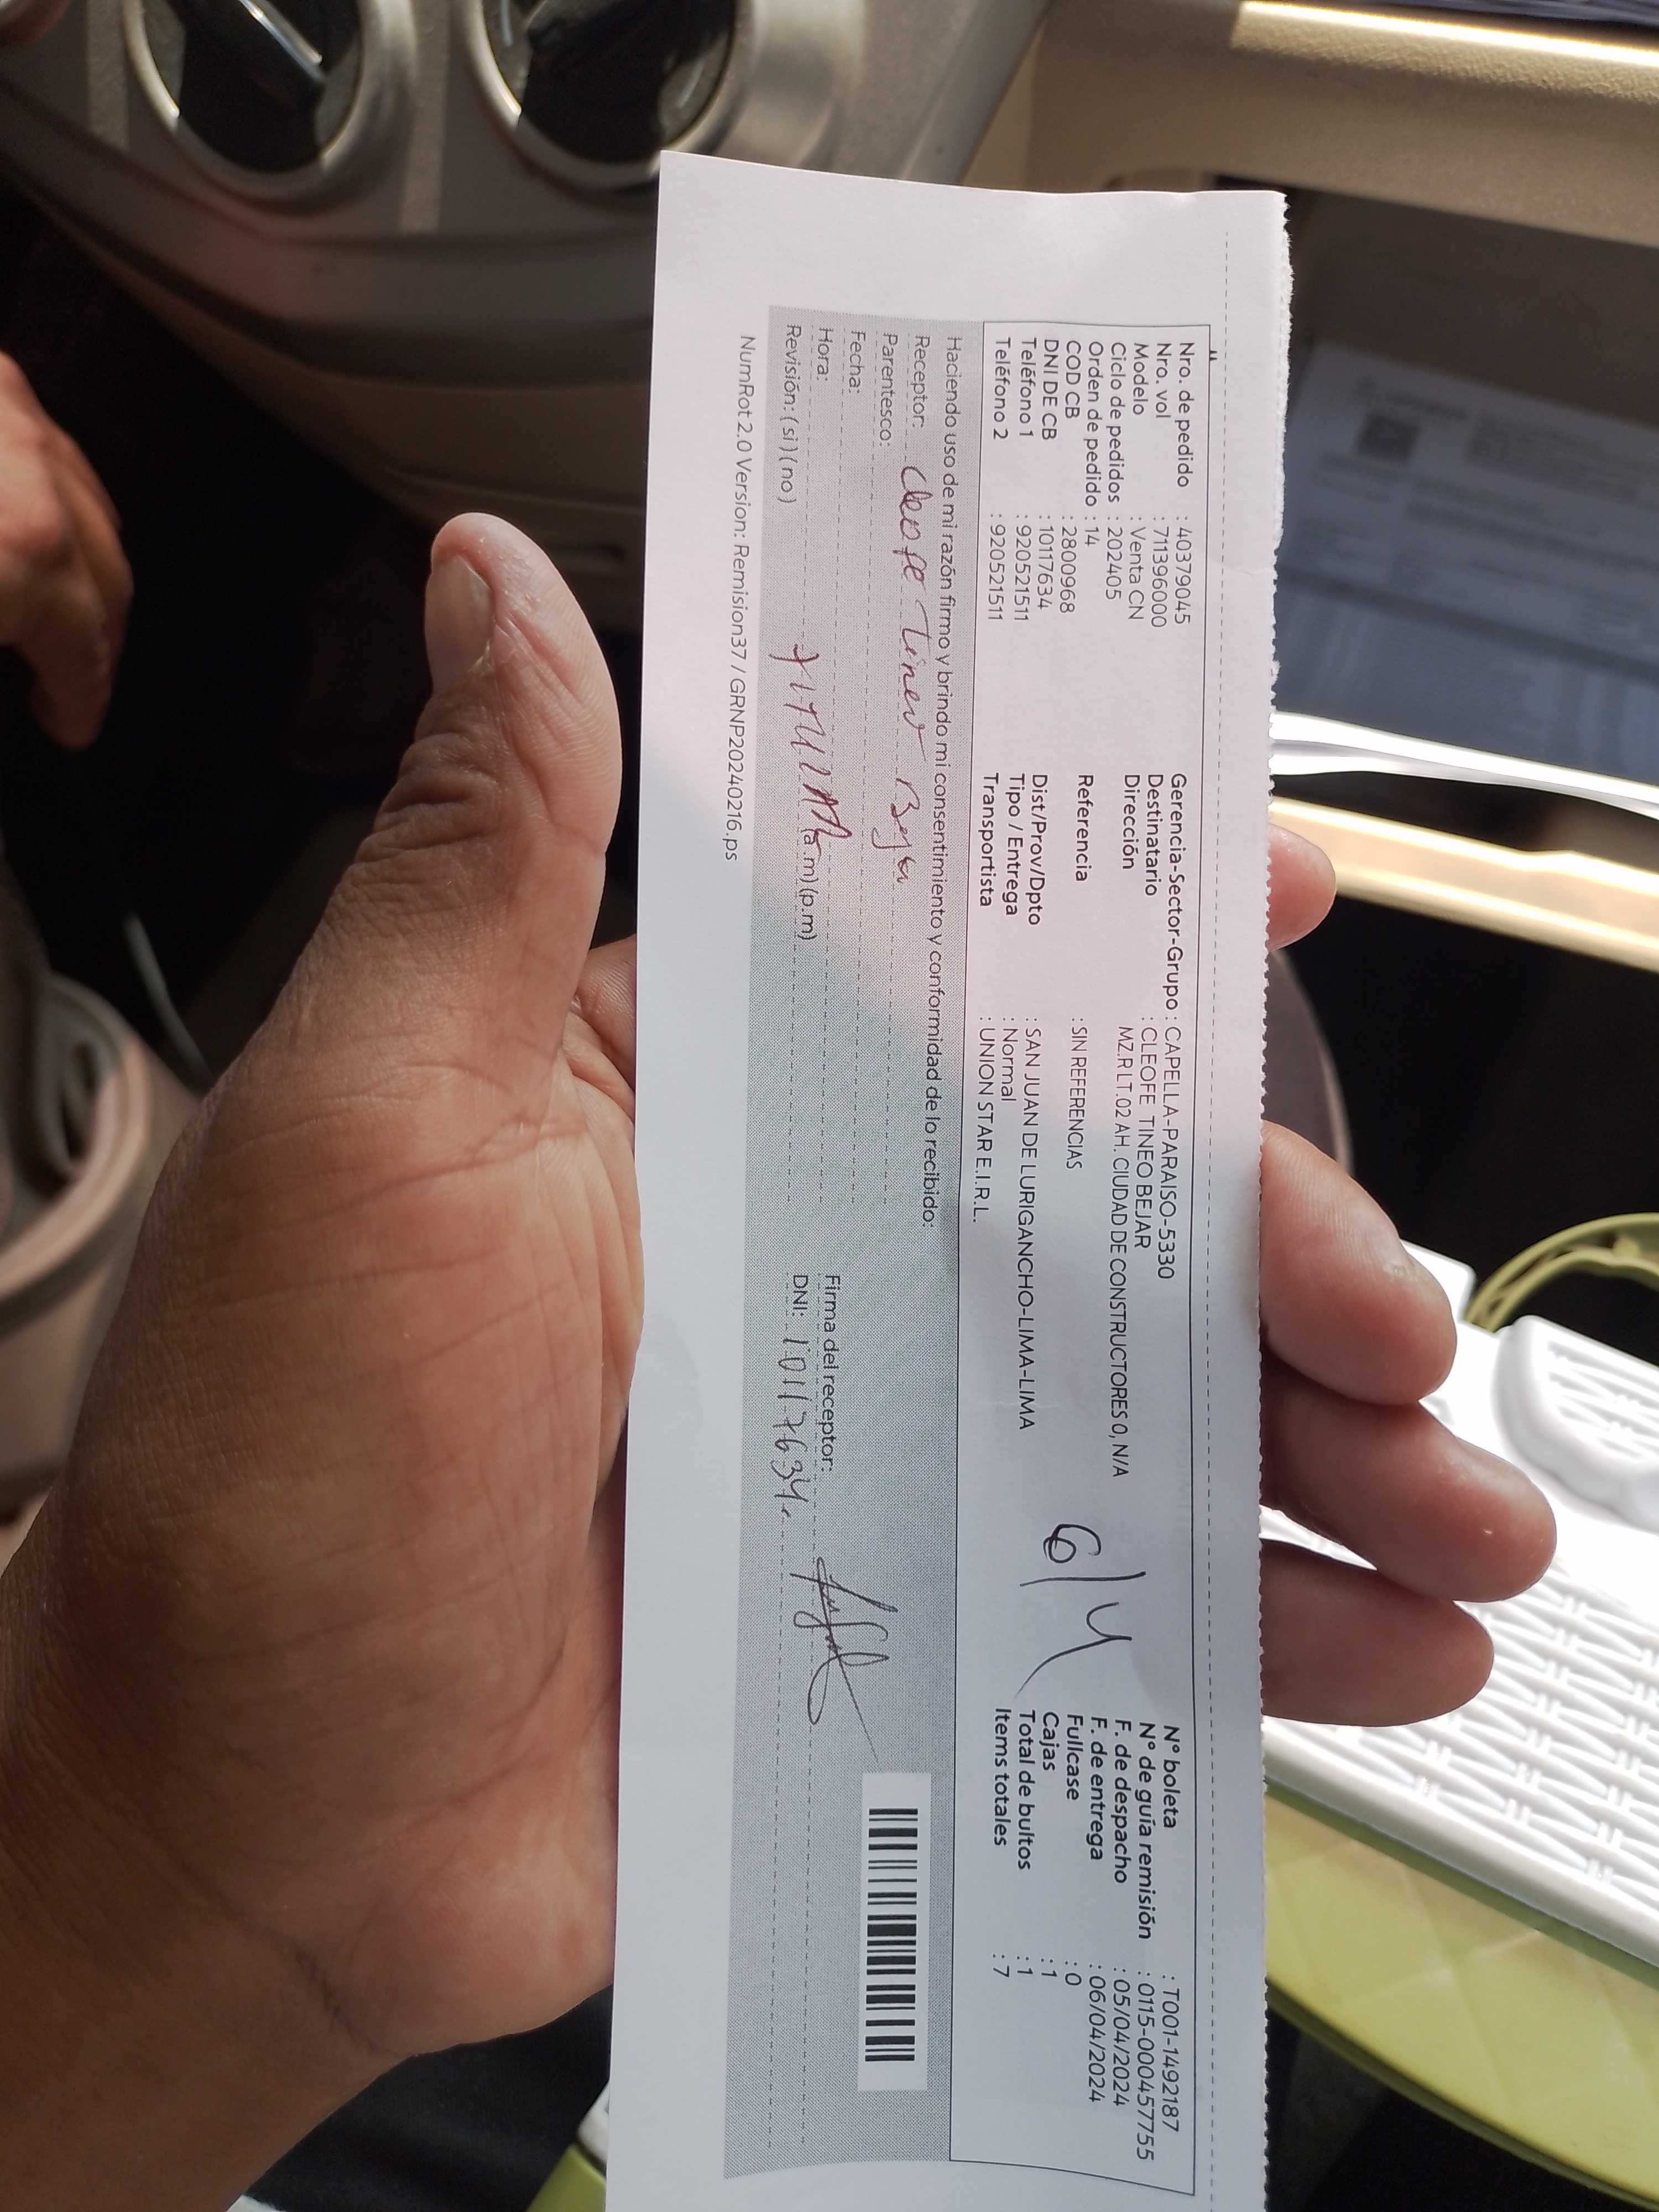 Nro. de pedido : 40379045
Nro. vol : 711396000
Modelo : Venta CN
Ciclo de pedidos : 202405
Orden de pedido : 14
COD CB : 2800968
DNI DE CB : 10117634
Teléfono 1 : 920521511
Teléfono 2 : 920521511
Gerencia-Sector-Grupo : CAPELLA-PARAISO-5330
Destinatario : CLEOFE TINEO BEJAR
Dirección MZ.R LT.02 AH. CIUDAD DE CONSTRUCTORES 0, N/A
Referencia : SIN REFERENCIAS
Dist/Prov/Dpto : SAN JUAN DE LURIGANCHO-LIMA-LIMA
Tipo / Entrega : Normal
Transportista : UNION STAR E.I.R.L.
6/4
N° boleta : T001-1492187
N° de guía remisión : 0115-000457755
F. de despacho : 05/04/2024
F. de entrega : 06/04/2024
Fullcase : 0
Cajas : 1
Total de bultos : 1
Items totales : 7
Haciendo uso de mi razón firmo y brindo mi consentimiento y conformidad de lo recibido:
Receptor: Cleofe Tineo
Parentesco:
Fecha:
Hora: (a.m)(p.m)
Revisión: (si) (no)
Firma del receptor:
DNI: 10117634
NumRot 2.0 Version: Remision37 / GRNP20240216.ps